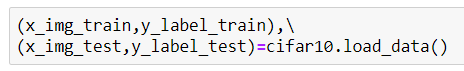 (x_img_train,y_label_train),\
(x_img_test,y_label_test)=cifar10.load_data()